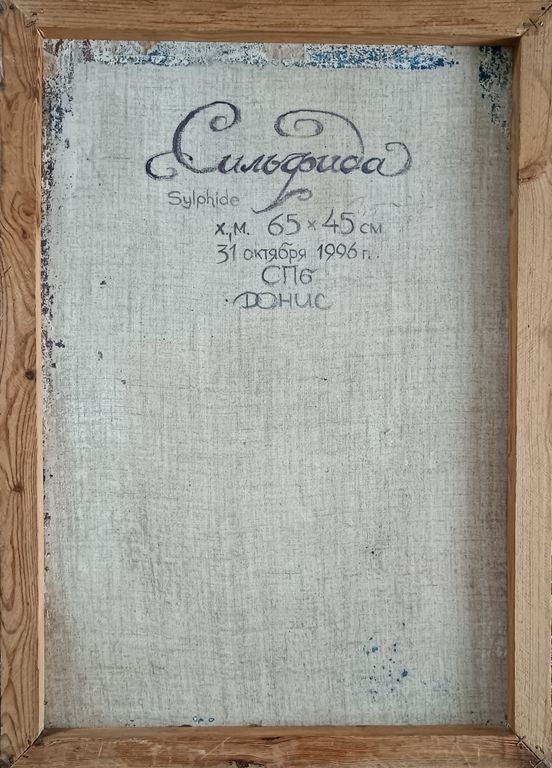 Сильфида
Sylphide
х.,м. 65 × 45 см
31 октября 1996 г.
СПб
ДОНИС